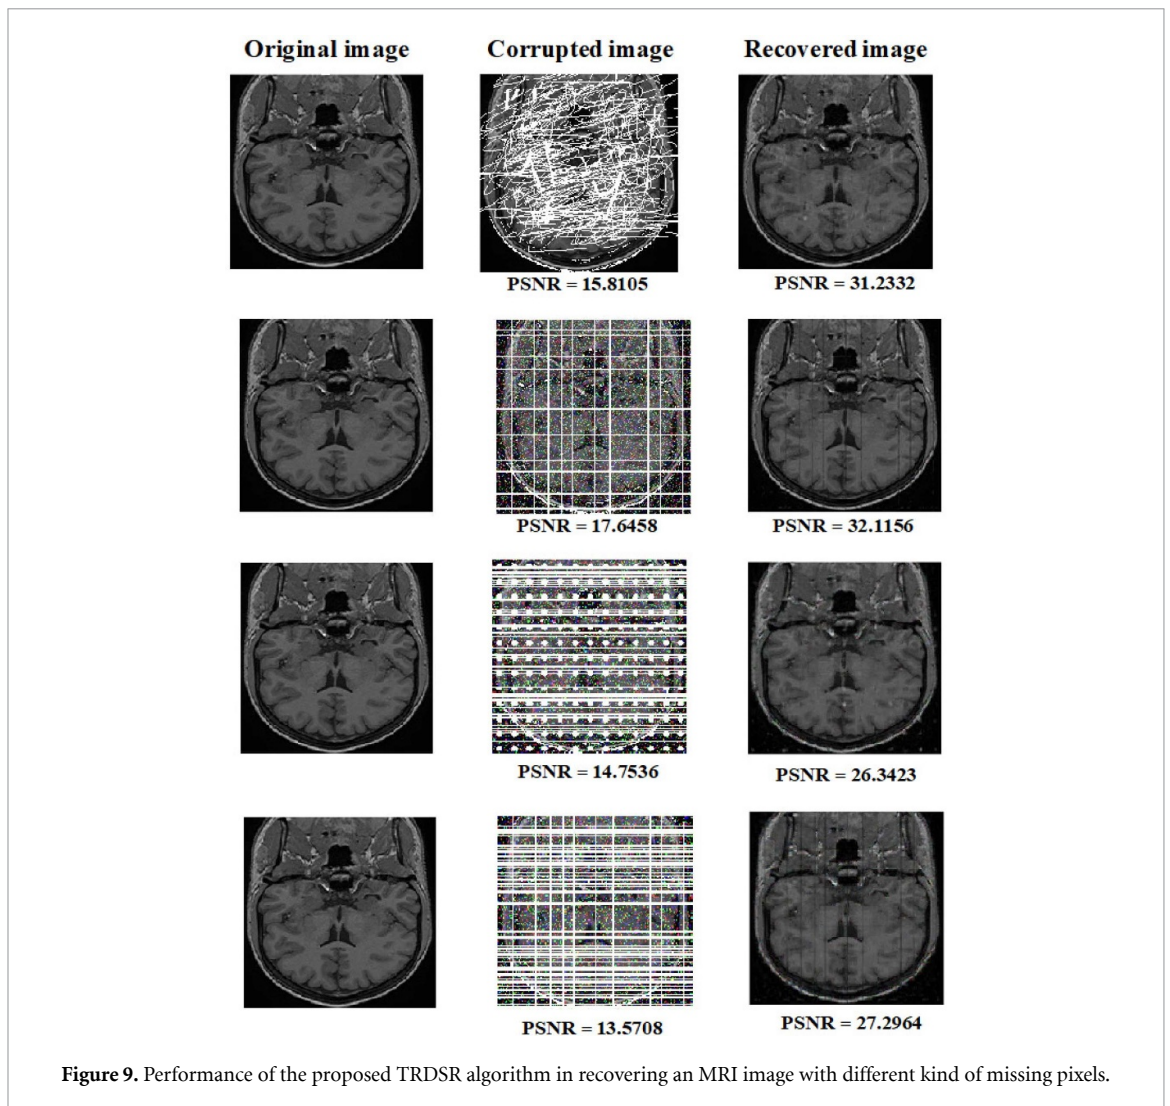 Original image Corrupted image Recovered image
PSNR = 15.8105 PSNR = 31.2332
PSNR = 17.6458 PSNR = 32.1156
PSNR = 14.7536 PSNR = 26.3423
PSNR = 13.5708 PSNR = 27.2964
Figure 9. Performance of the proposed TRDSR algorithm in recovering an MRI image with different kind of missing pixels.